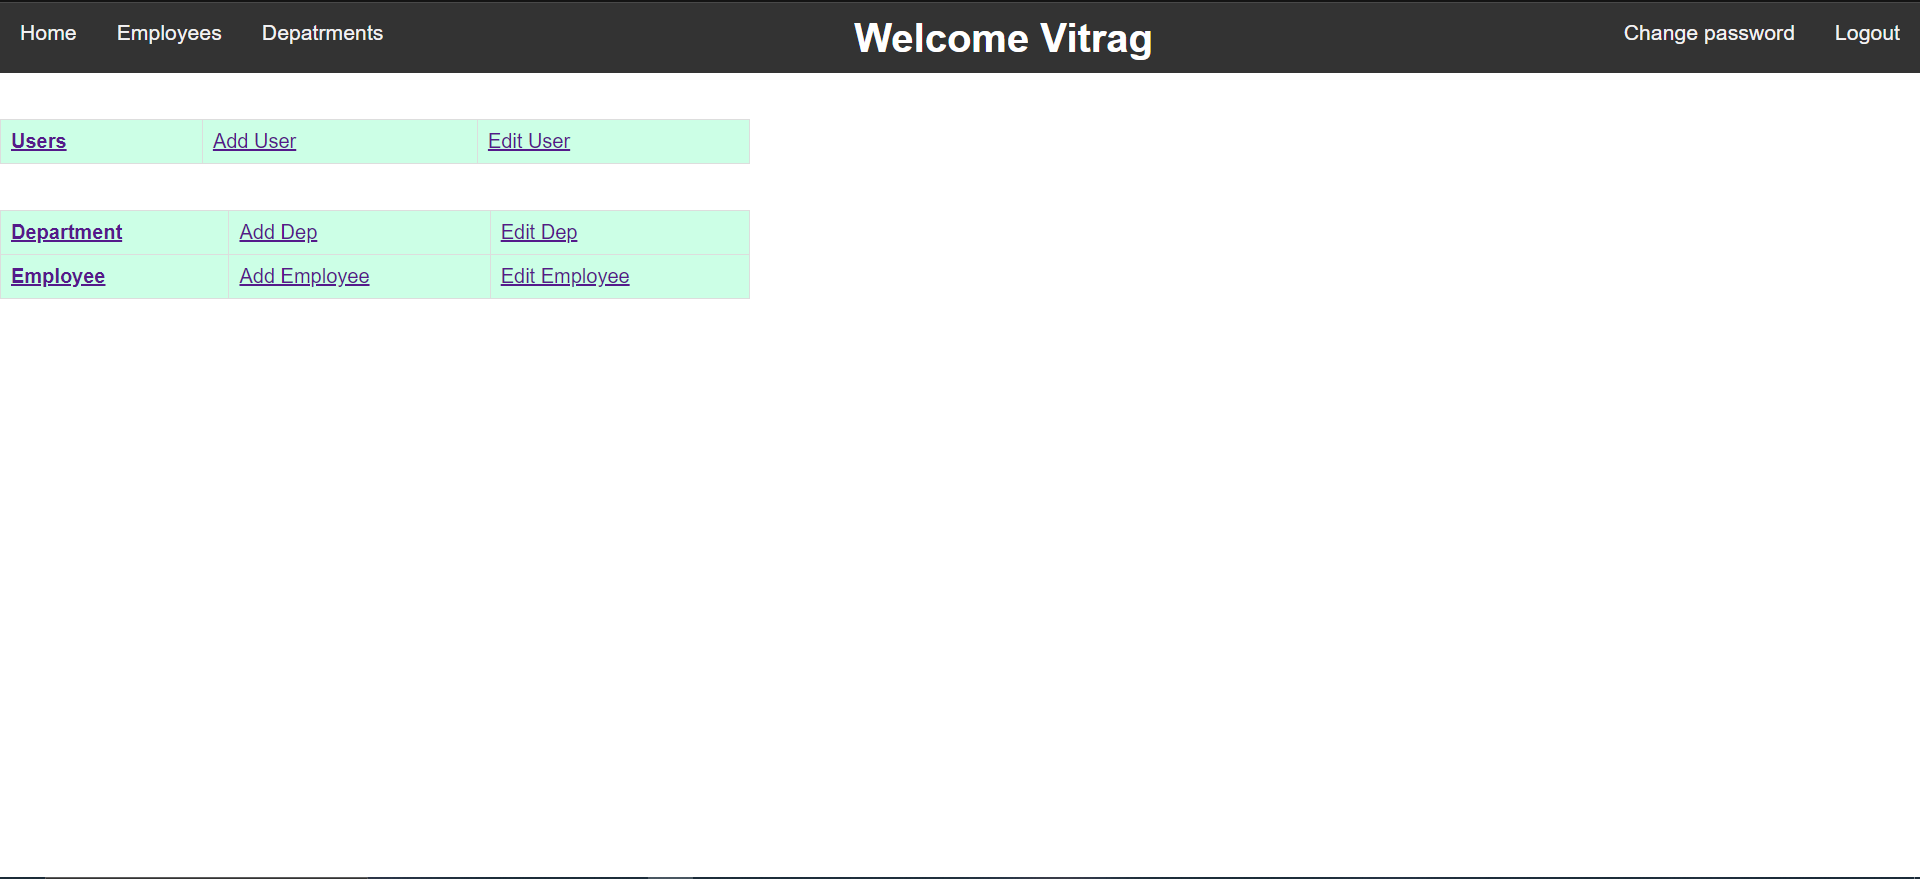 Home Employees Depatrments Welcome Vitrag Change password Logout
Users Add User Edit User
Department Add Dep Edit Dep
Employee Add Employee Edit Employee